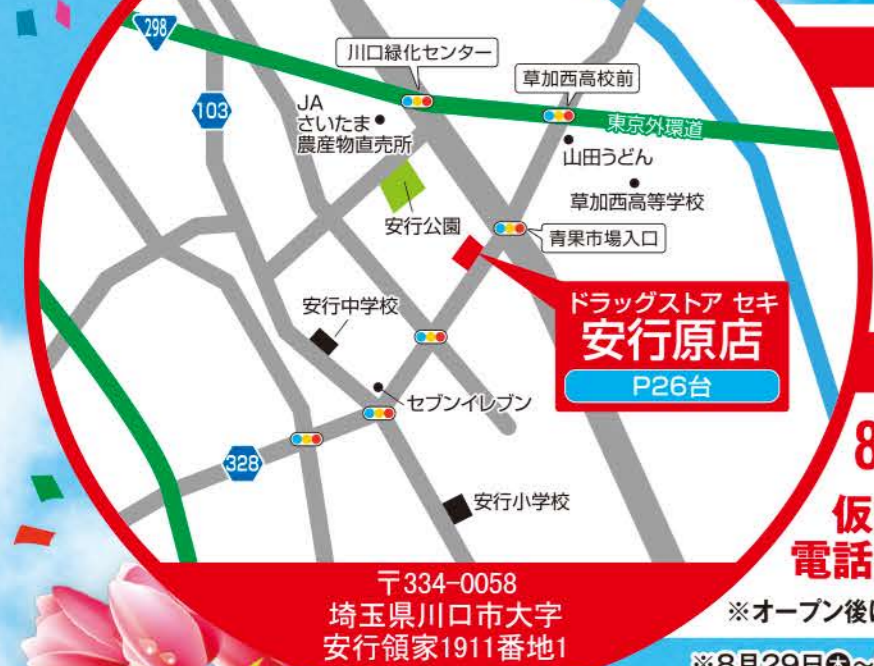 298
川口緑化センター
草加西高校前
103
JA
さいたま
農産物直売所
東京外環道
山田うどん
草加西高等学校
安行公園
青果市場入口
安行中学校
ドラッグストア セキ
安行原店
P26台
セブンイレブン
328
安行小学校
8
仮
電話
〒334-0058
埼玉県川口市大字
安行領家1911番地1
※オープン後に
※8月29日木~